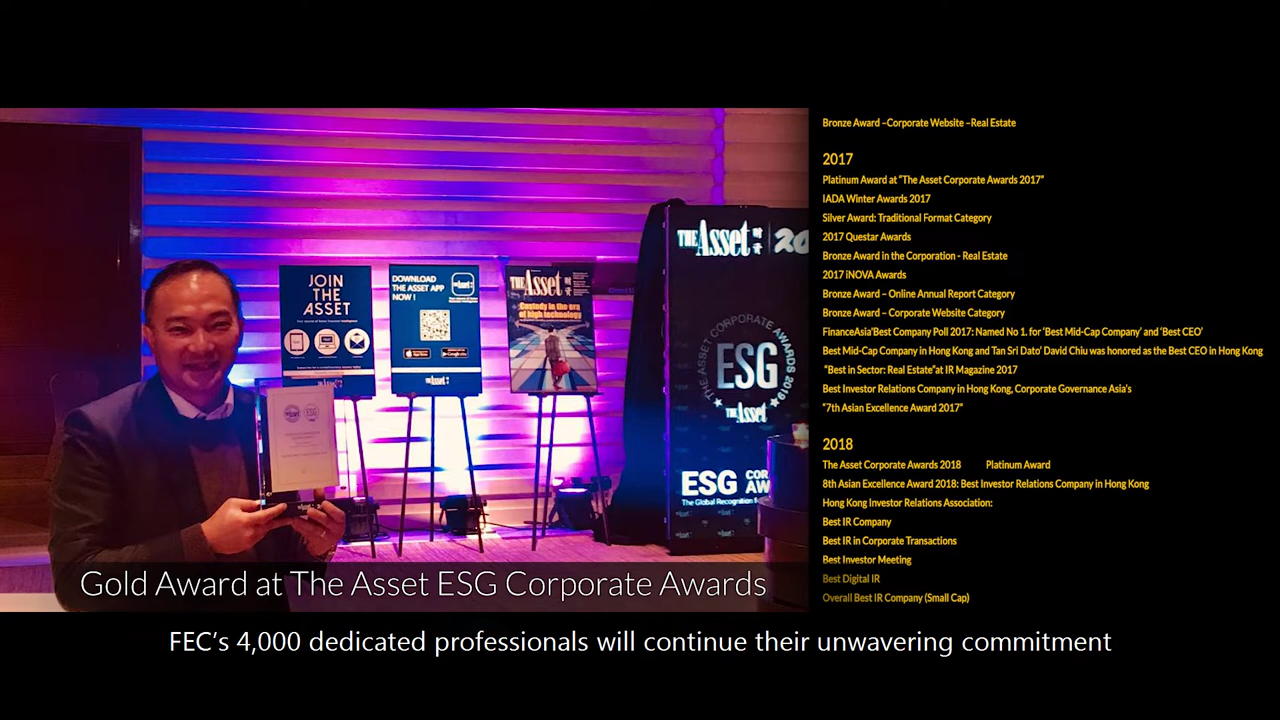 Bronze Award –Corporate Website –Real Estate
2017
Platinum Award at “The Asset Corporate Awards 2017”
IADA Winter Awards 2017
Silver Award: Traditional Format Category
2017 Questar Awards
Bronze Award in the Corporation - Real Estate
2017 iNOVA Awards
Bronze Award – Online Annual Report Category
Bronze Award – Corporate Website Category
FinanceAsia’Best Company Poll 2017: Named No 1. for ‘Best Mid-Cap Company’ and ‘Best CEO’
Best Mid-Cap Company in Hong Kong and Tan Sri Dato’ David Chiu was honored as the Best CEO in Hong Kong
“Best in Sector: Real Estate”at IR Magazine 2017
Best Investor Relations Company in Hong Kong, Corporate Governance Asia’s
“7th Asian Excellence Award 2017”
2018
The Asset Corporate Awards 2018 Platinum Award
8th Asian Excellence Award 2018: Best Investor Relations Company in Hong Kong
Hong Kong Investor Relations Association:
Best IR Company
Best IR in Corporate Transactions
Best Investor Meeting
Best Digital IR
Overall Best IR Company (Small Cap)
JOIN
THE
ASSET
DOWNLOAD
THE ASSET APP
NOW !
THE Asset
Custody in the era
of high technology
THE Asset 20
THE ASSET CORPORATE AWARDS 2019
ESG
THE Asset
ESG COR
AW
The Global Recognition
Gold Award at The Asset ESG Corporate Awards
FEC’s 4,000 dedicated professionals will continue their unwavering commitment